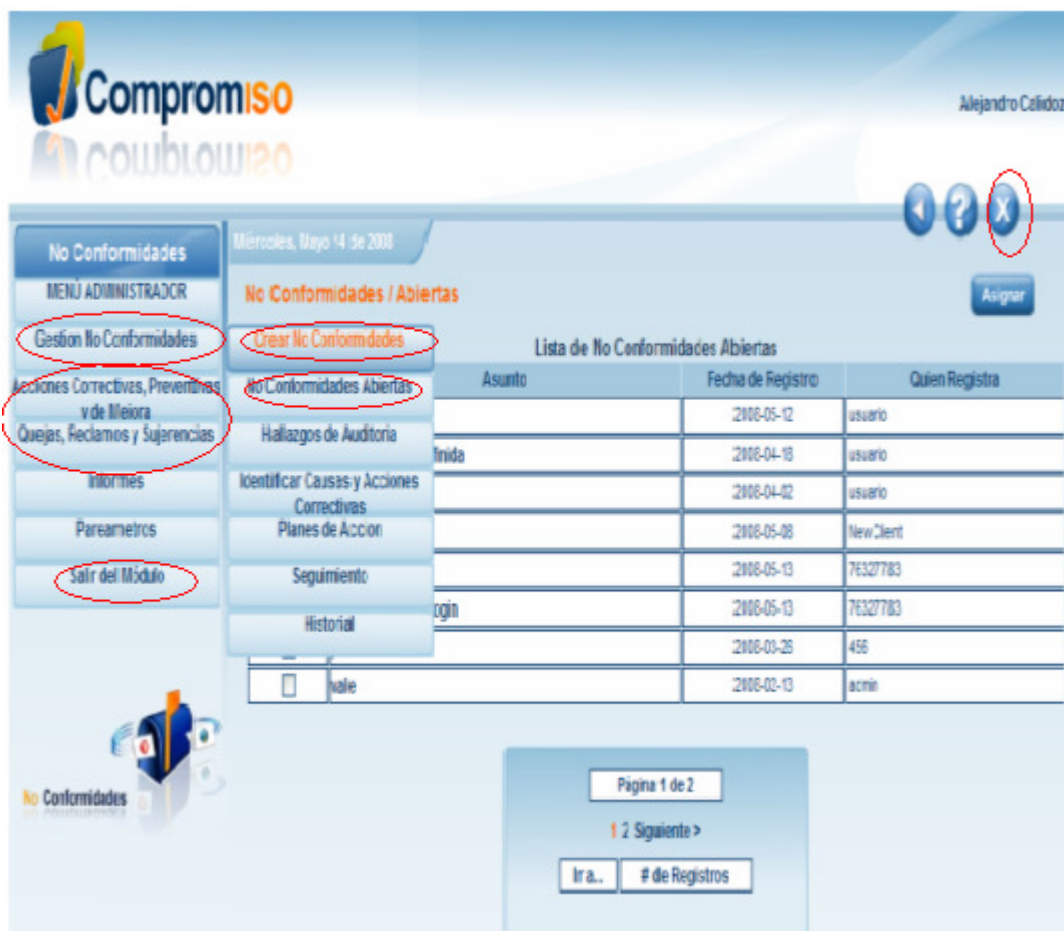 Compromiso
Alejandro Calidoz
No Conformidades
MENÚ ADMINISTRADOR
Gestion No Conformidades
Acciones Correctivas, Preventivas
y de Mejora
Quejas, Reclamos y Sujerencias
Informes
Pareametros
Salir del Módulo
No Conformidades
Miércoles, Mayo 14 de 2008
No Conformidades / Abiertas
Asignar
Crear No Conformidades
No Conformidades Abiertas
Hallazgos de Auditoria
Identificar Causas y Acciones
Correctivas
Planes de Accion
Seguimiento
Historial
Lista de No Conformidades Abiertas
Asunto Fecha de Registro Quien Registra
2008-05-12 usuario
finida 2008-04-18 usuario
2008-04-02 usuario
2008-05-08 NewClient
2008-05-13 76327783
ogin 2008-05-13 76327783
2008-03-26 456
2008-02-13 admin
Página 1 de 2
1 2 Siguiente >
Ir a... # de Registros